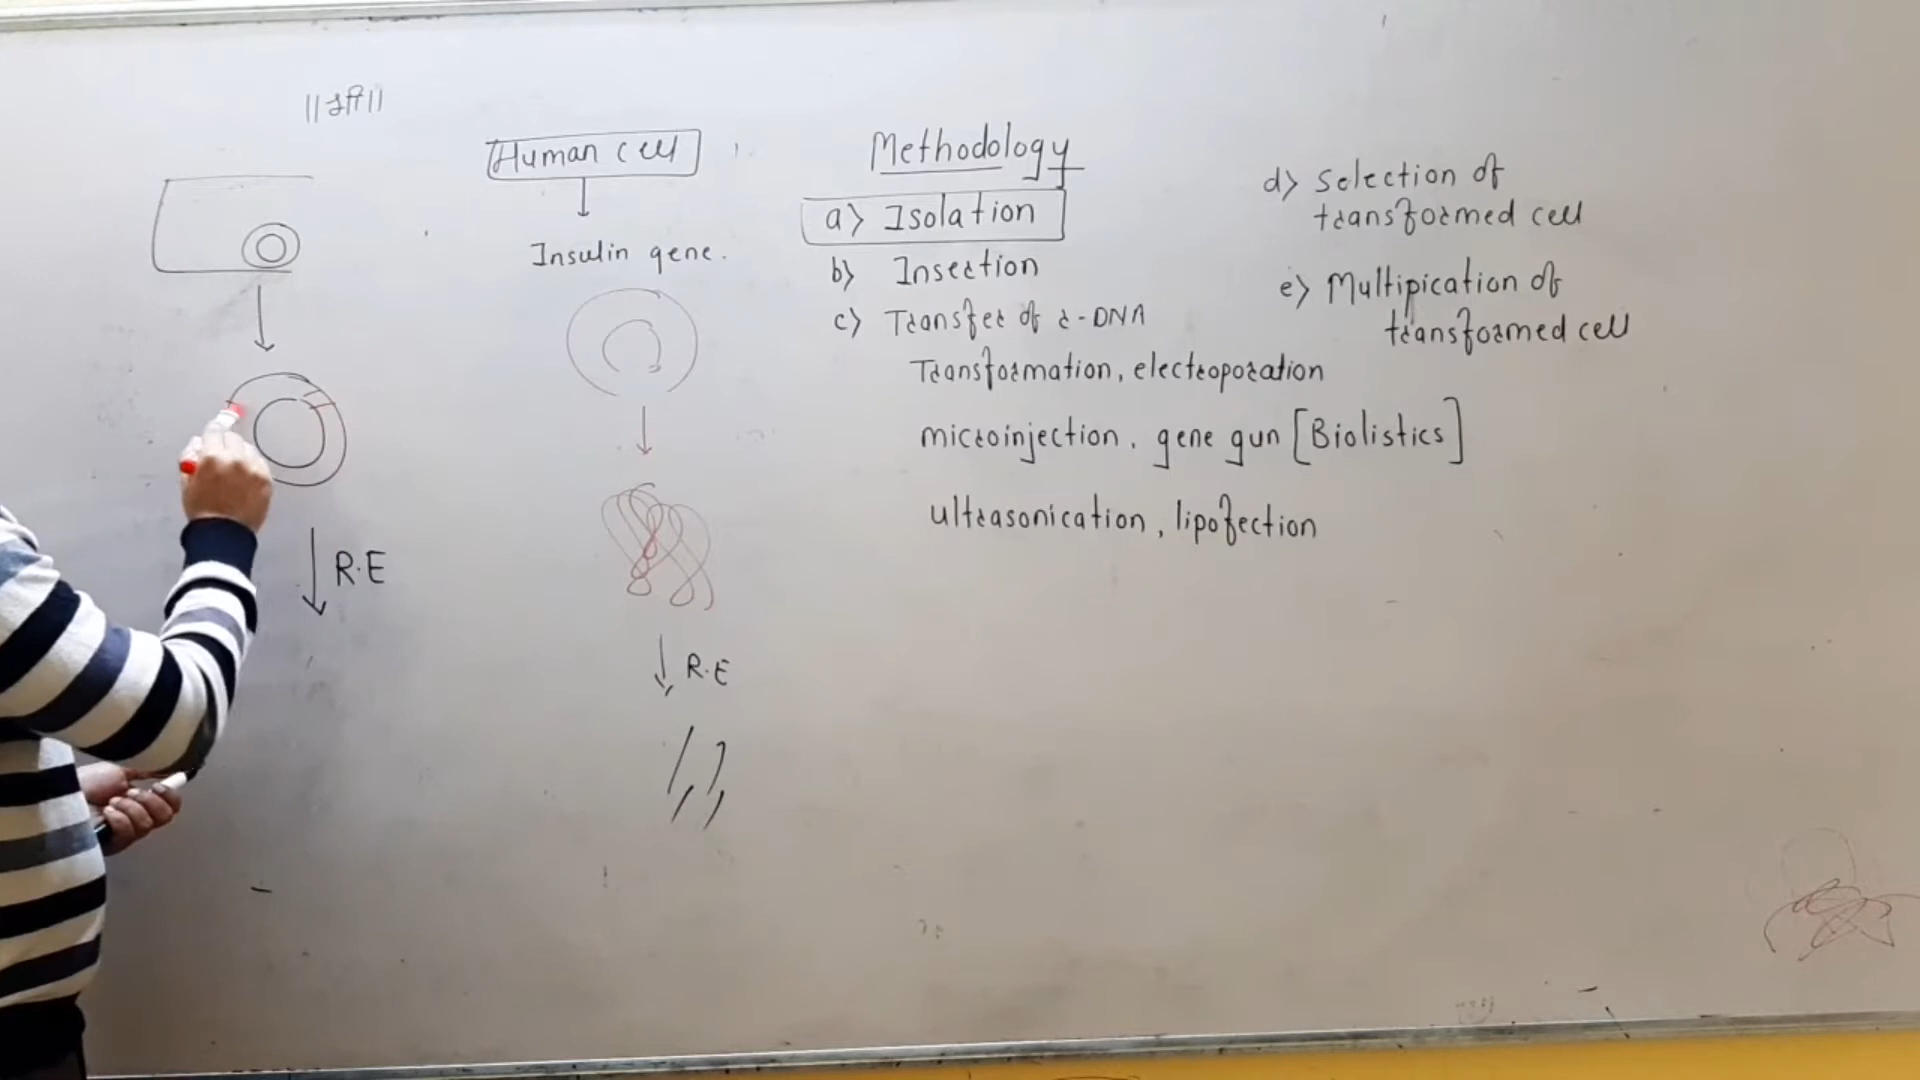 ॥ श्री ॥
Human cell
Insulin gene.
R.E
R.E
Methodology
a) Isolation
b) Insertion
c) Transfer of r-DNA
Transformation, electroporation
microinjection, gene gun [Biolistics]
ultrasonication, lipofection
d) Selection of
transformed cell
e) Multipication of
transformed cell